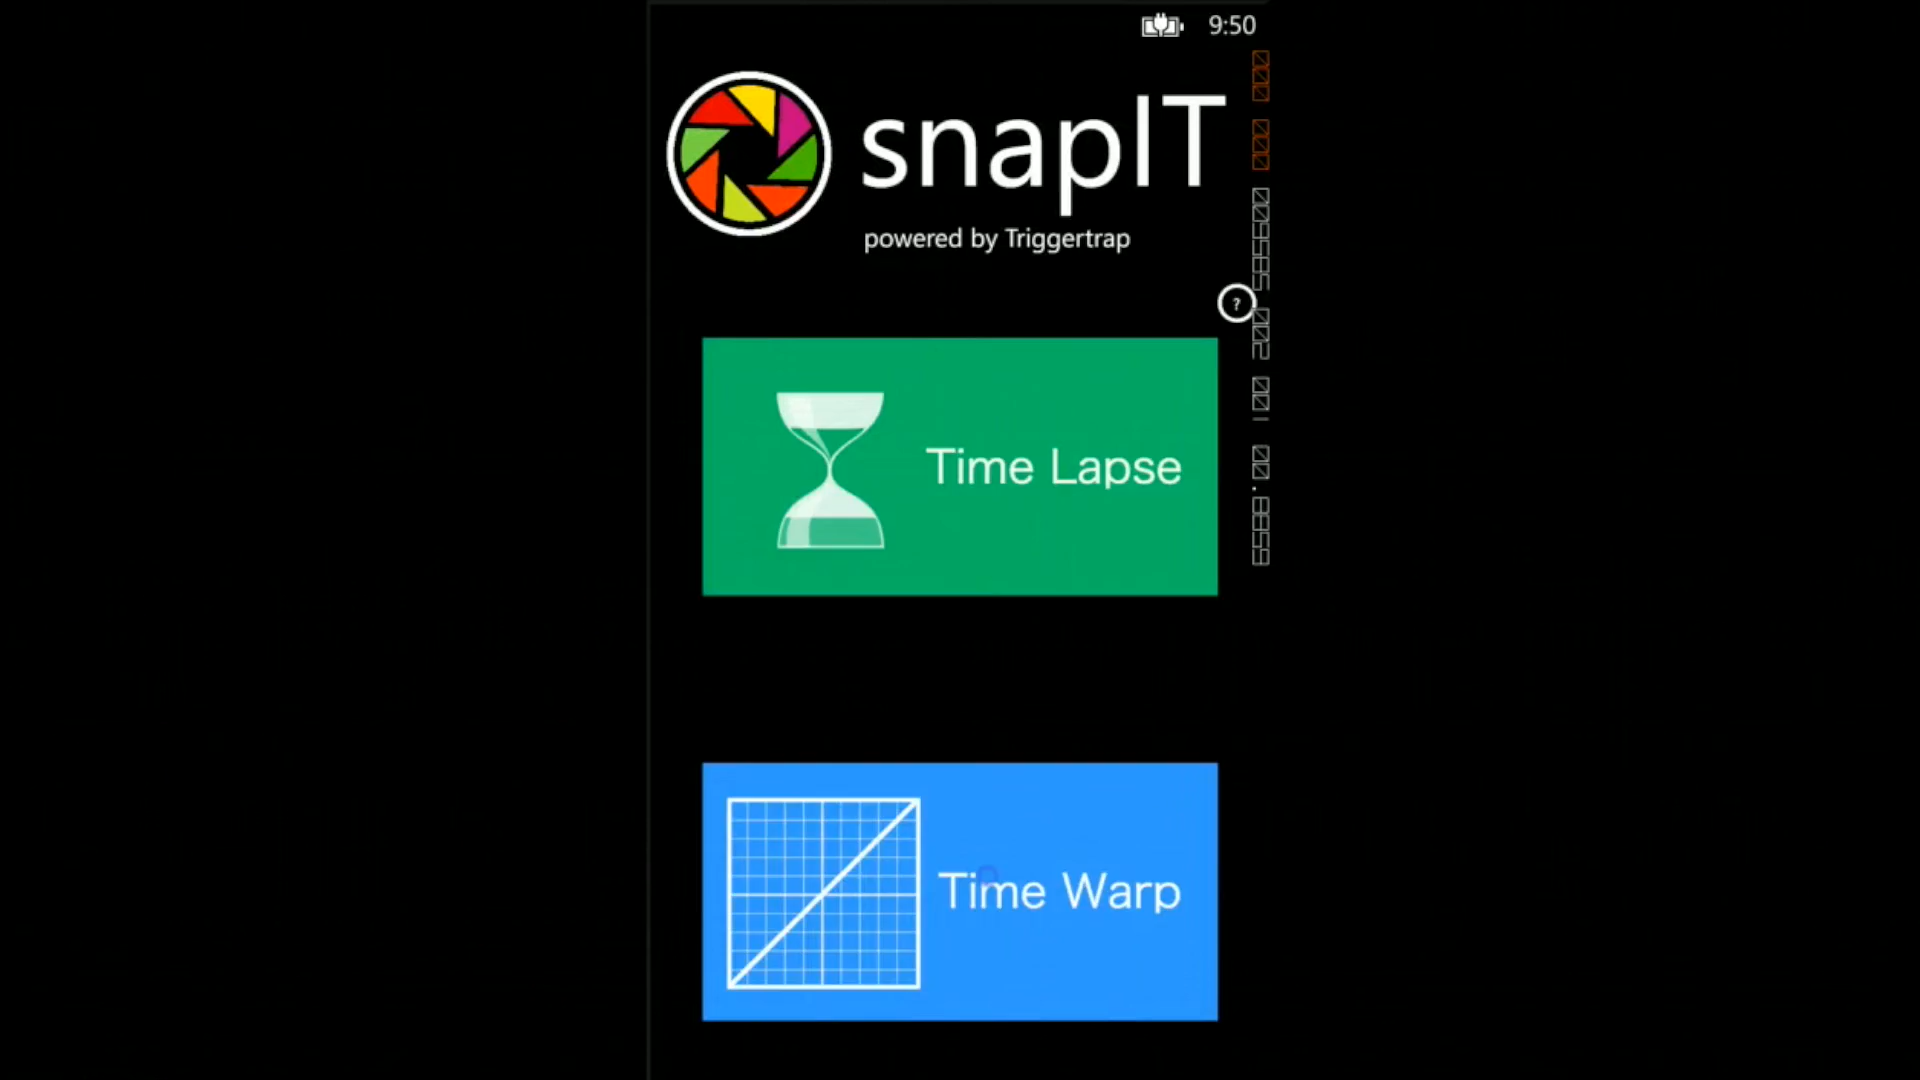 9:50
snapIT
powered by Triggertrap
?
Time Lapse
Time Warp